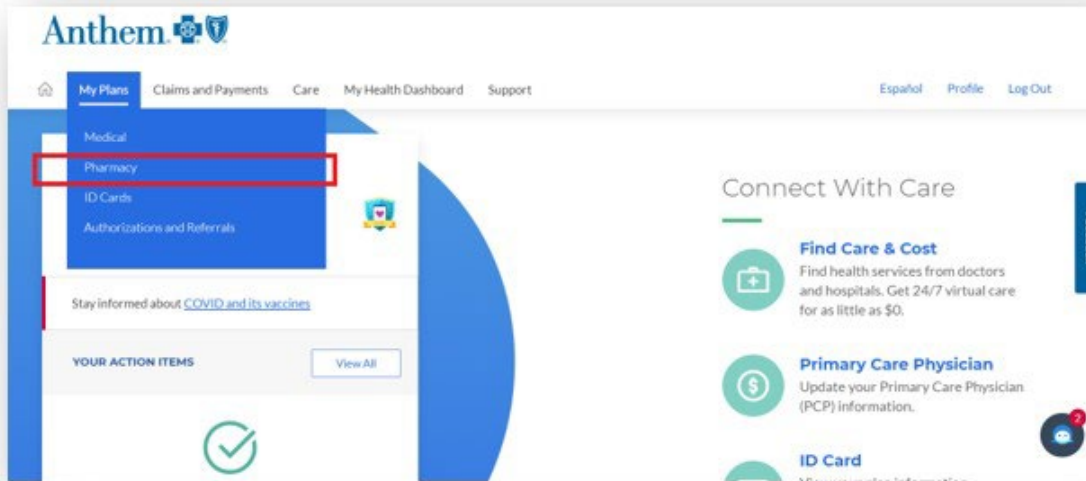 Anthem
My Plans
Claims and Payments
Care
My Health Dashboard
Support
Español
Profile
Log Out
Medical
Pharmacy
ID Cards
Authorizations and Referrals
Stay informed about COVID and its vaccines
YOUR ACTION ITEMS
View All
Connect With Care
Find Care & Cost
Find health services from doctors
and hospitals. Get 24/7 virtual care
for as little as $0.
Primary Care Physician
Update your Primary Care Physician
(PCP) information.
2
ID Card